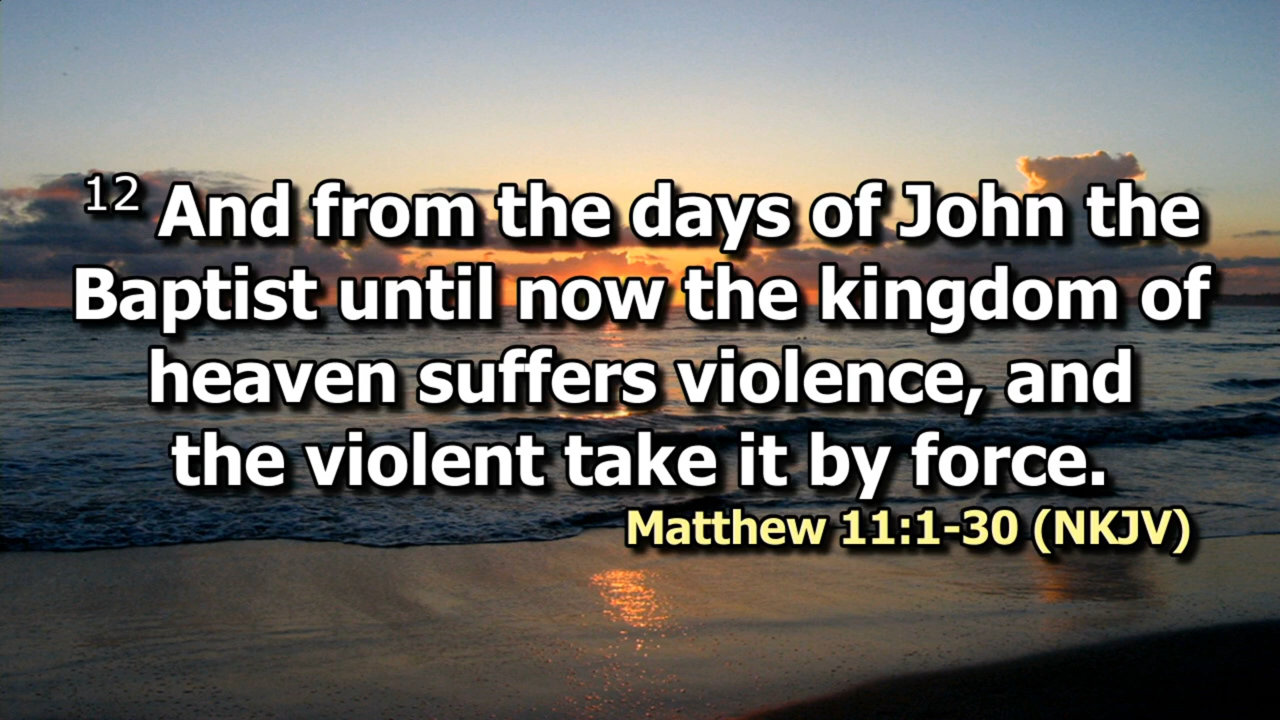 12 And from the days of John the
Baptist until now the kingdom of
heaven suffers violence, and
the violent take it by force.
Matthew 11:1-30 (NKJV)